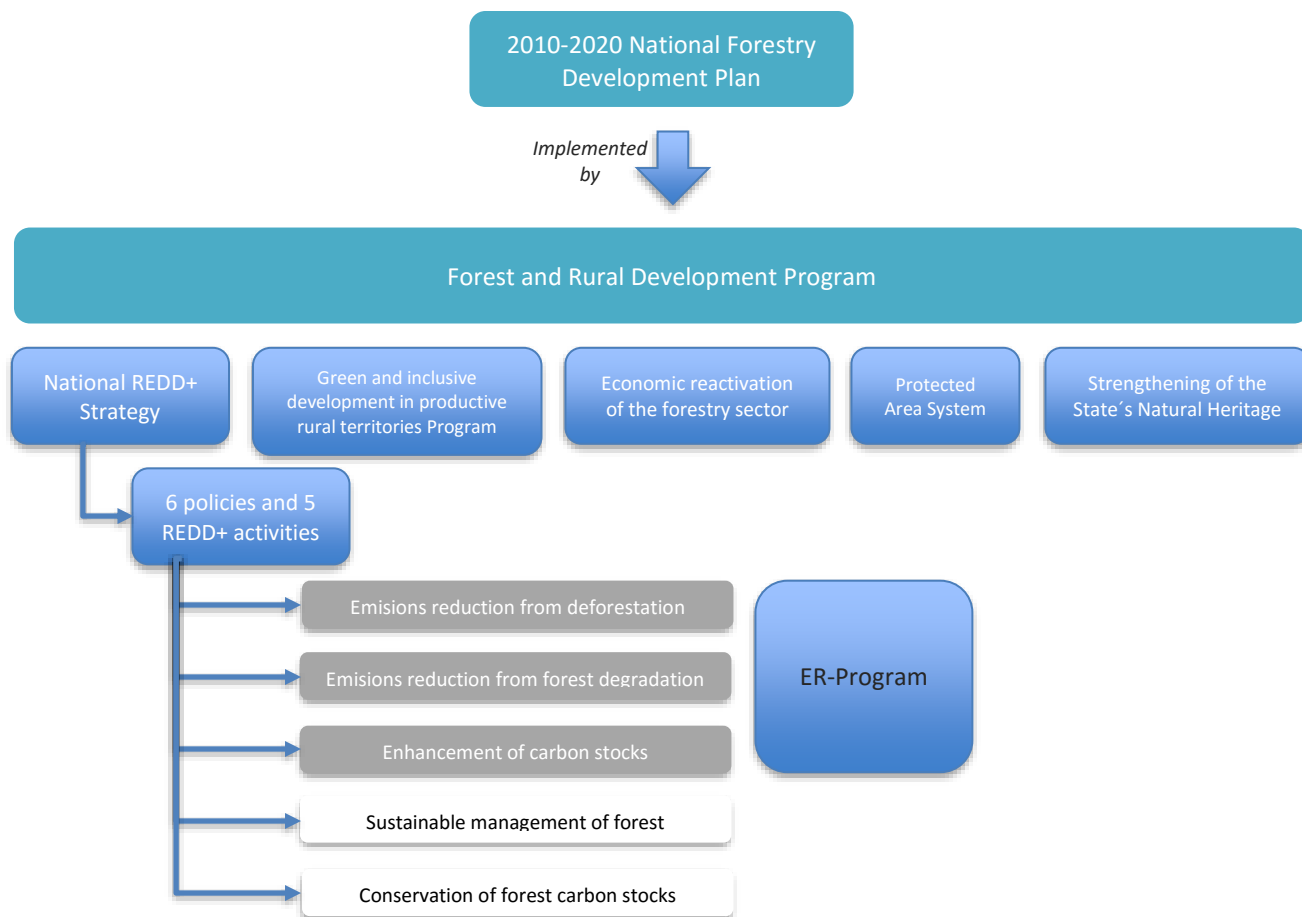 2010-2020 National Forestry
Development Plan
Implemented
by
Forest and Rural Development Program
National REDD+
Strategy
Green and inclusive
development in productive
rural territories Program
Economic reactivation
of the forestry sector
Protected
Area System
Strengthening of the
State´s Natural Heritage
6 policies and 5
REDD+ activities
Emisions reduction from deforestation
Emisions reduction from forest degradation
Enhancement of carbon stocks
Sustainable management of forest
Conservation of forest carbon stocks
ER-Program